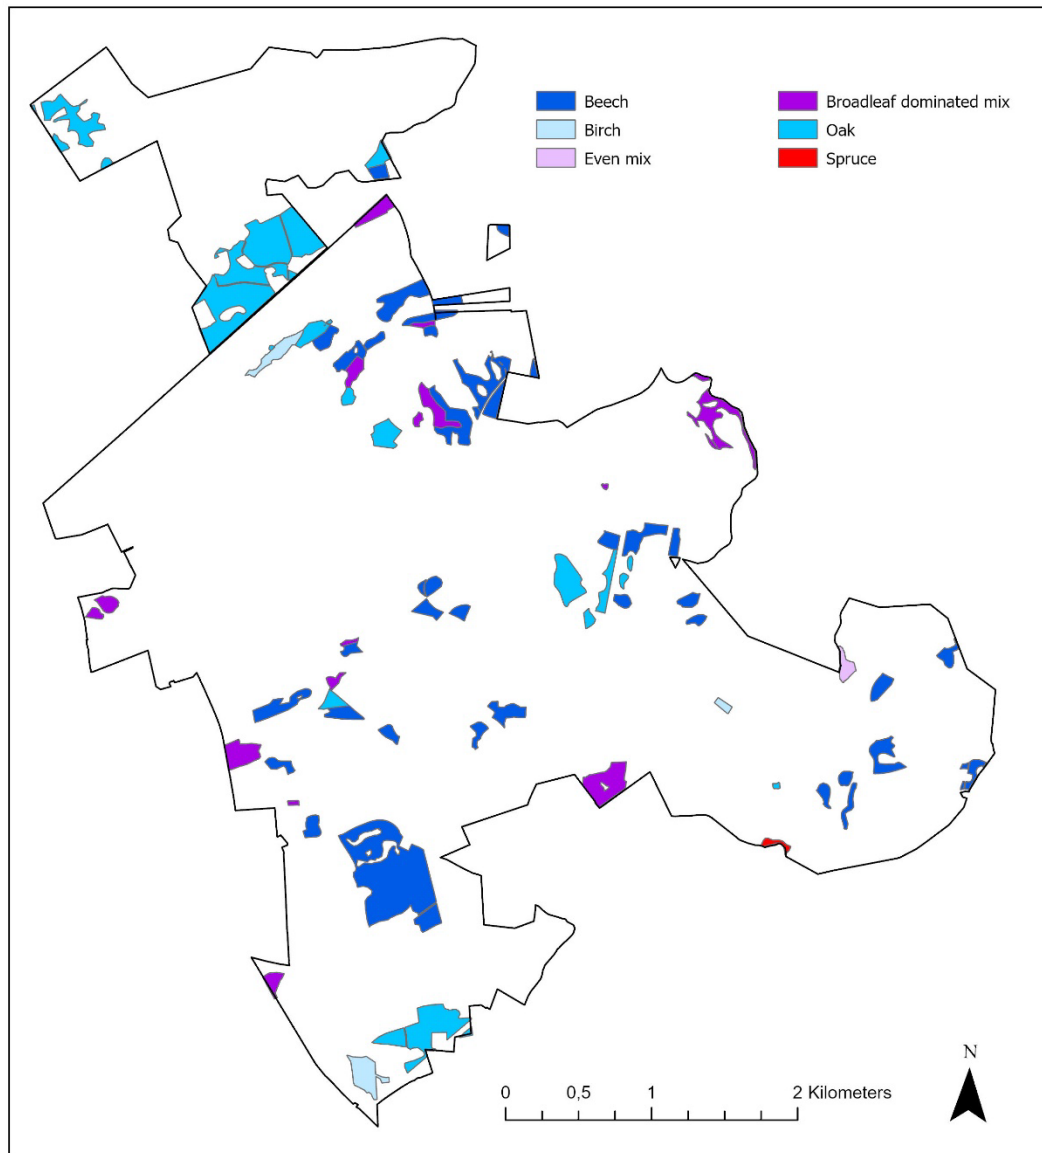 Beech
Broadleaf dominated mix
Birch
Oak
Even mix
Spruce
N
0 0,5 1 2 Kilometers